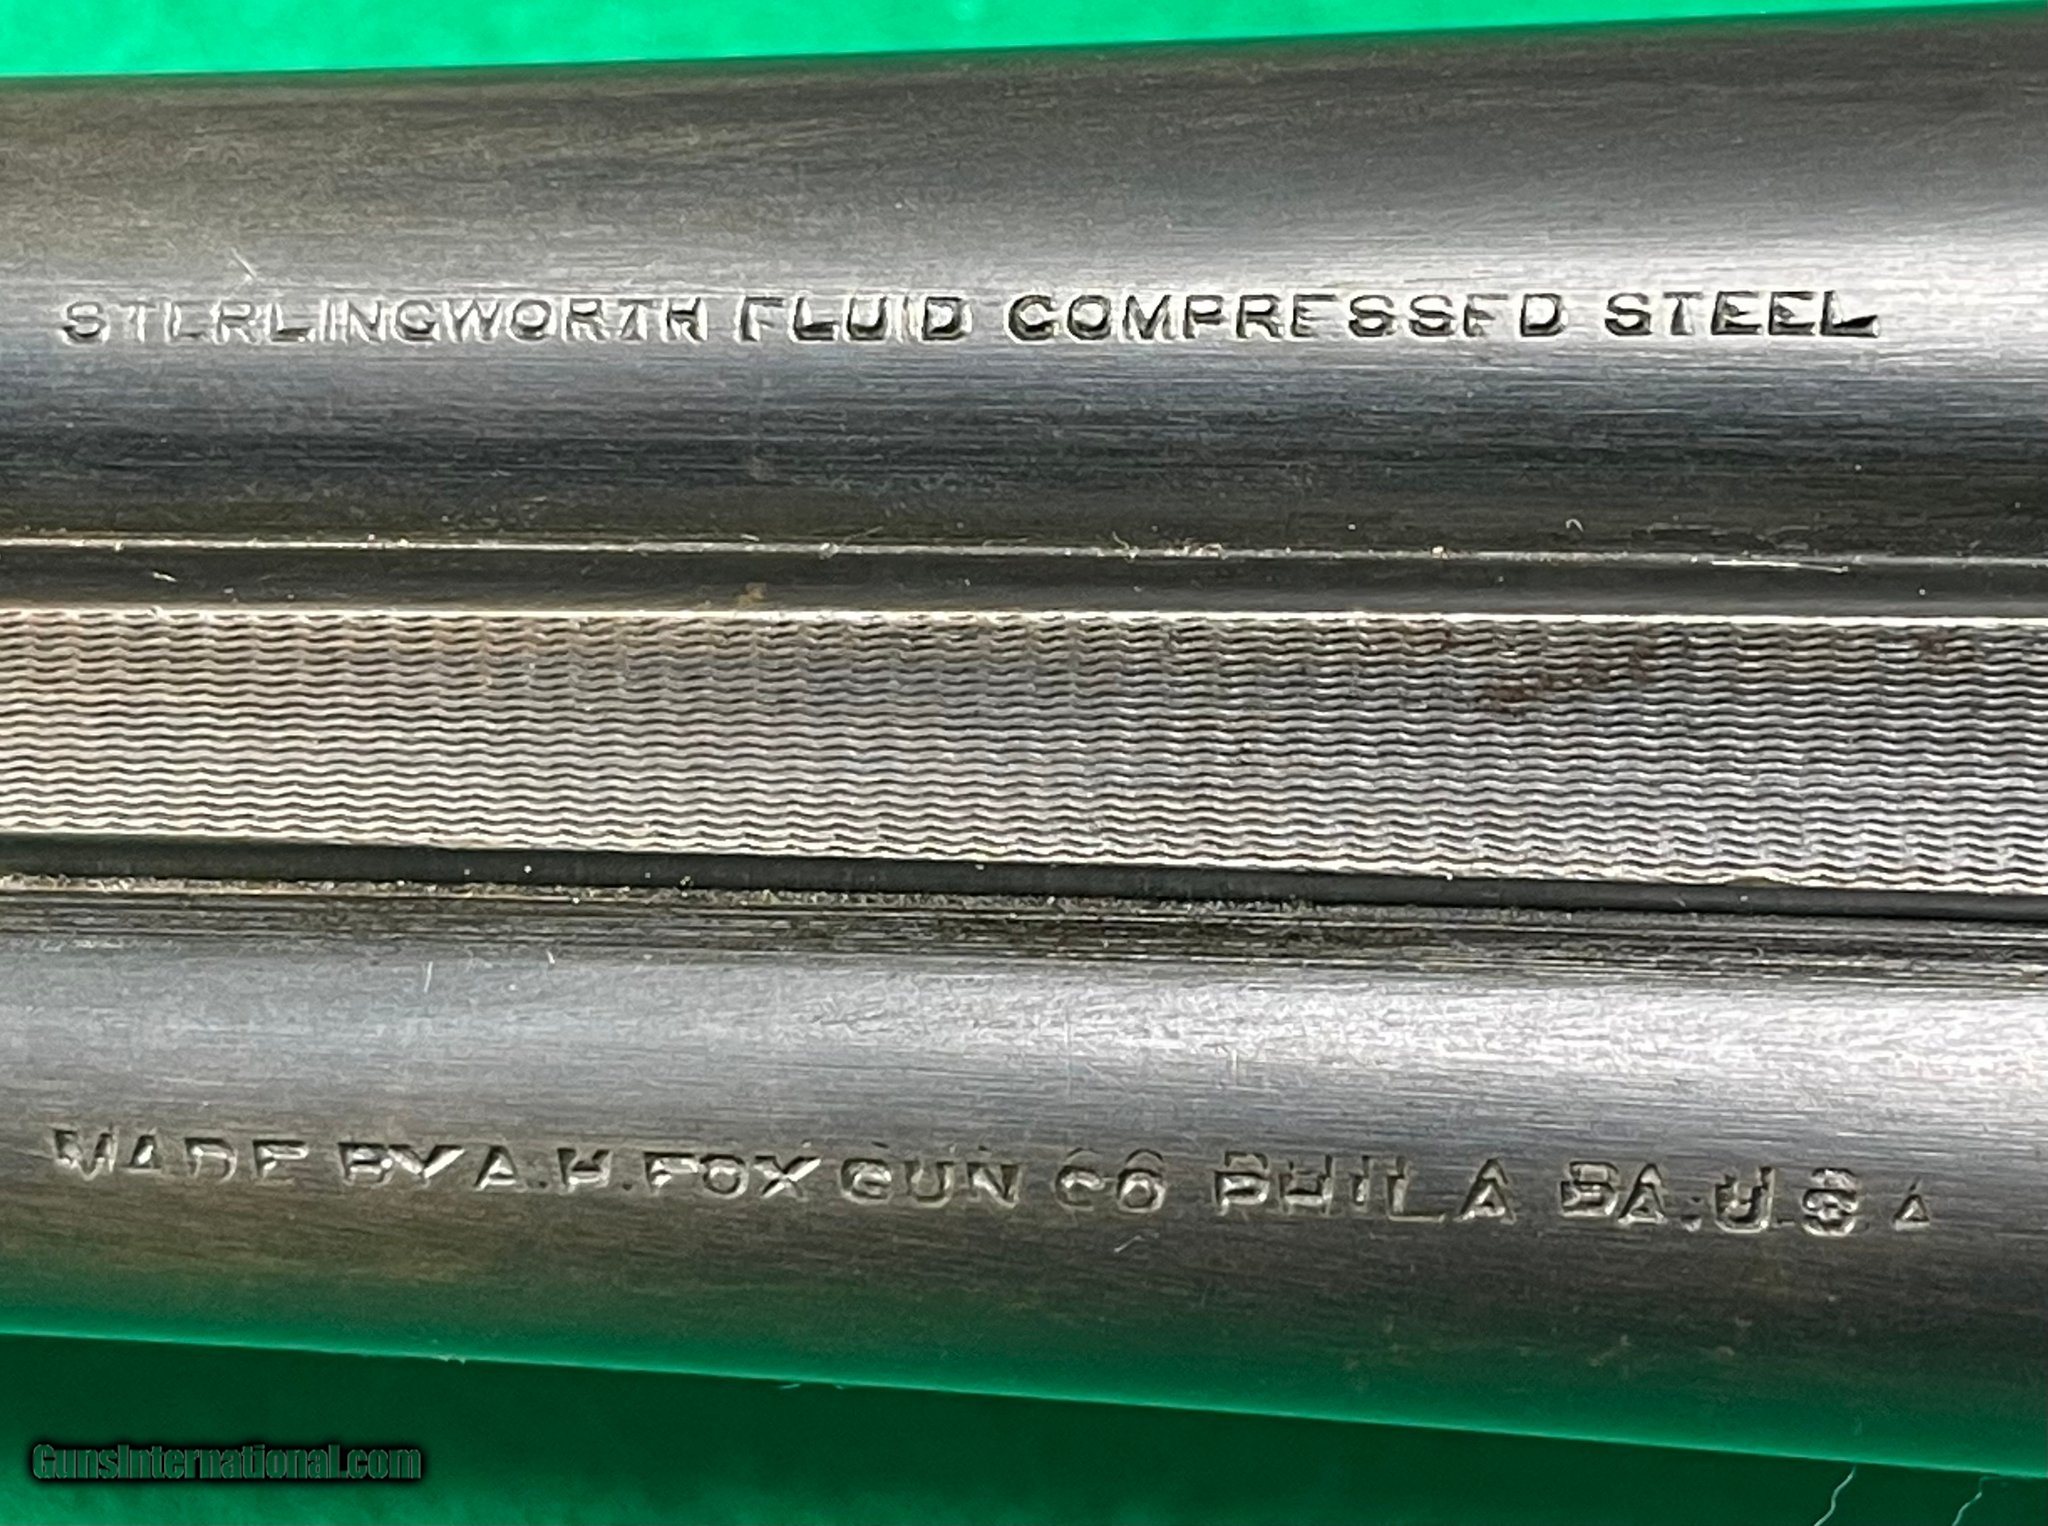 STERLINGWORTH FLUID COMPRESSED STEEL
MADE BY A.H.FOX GUN CO PHILA PA.U.S.A
GunsInternational.com